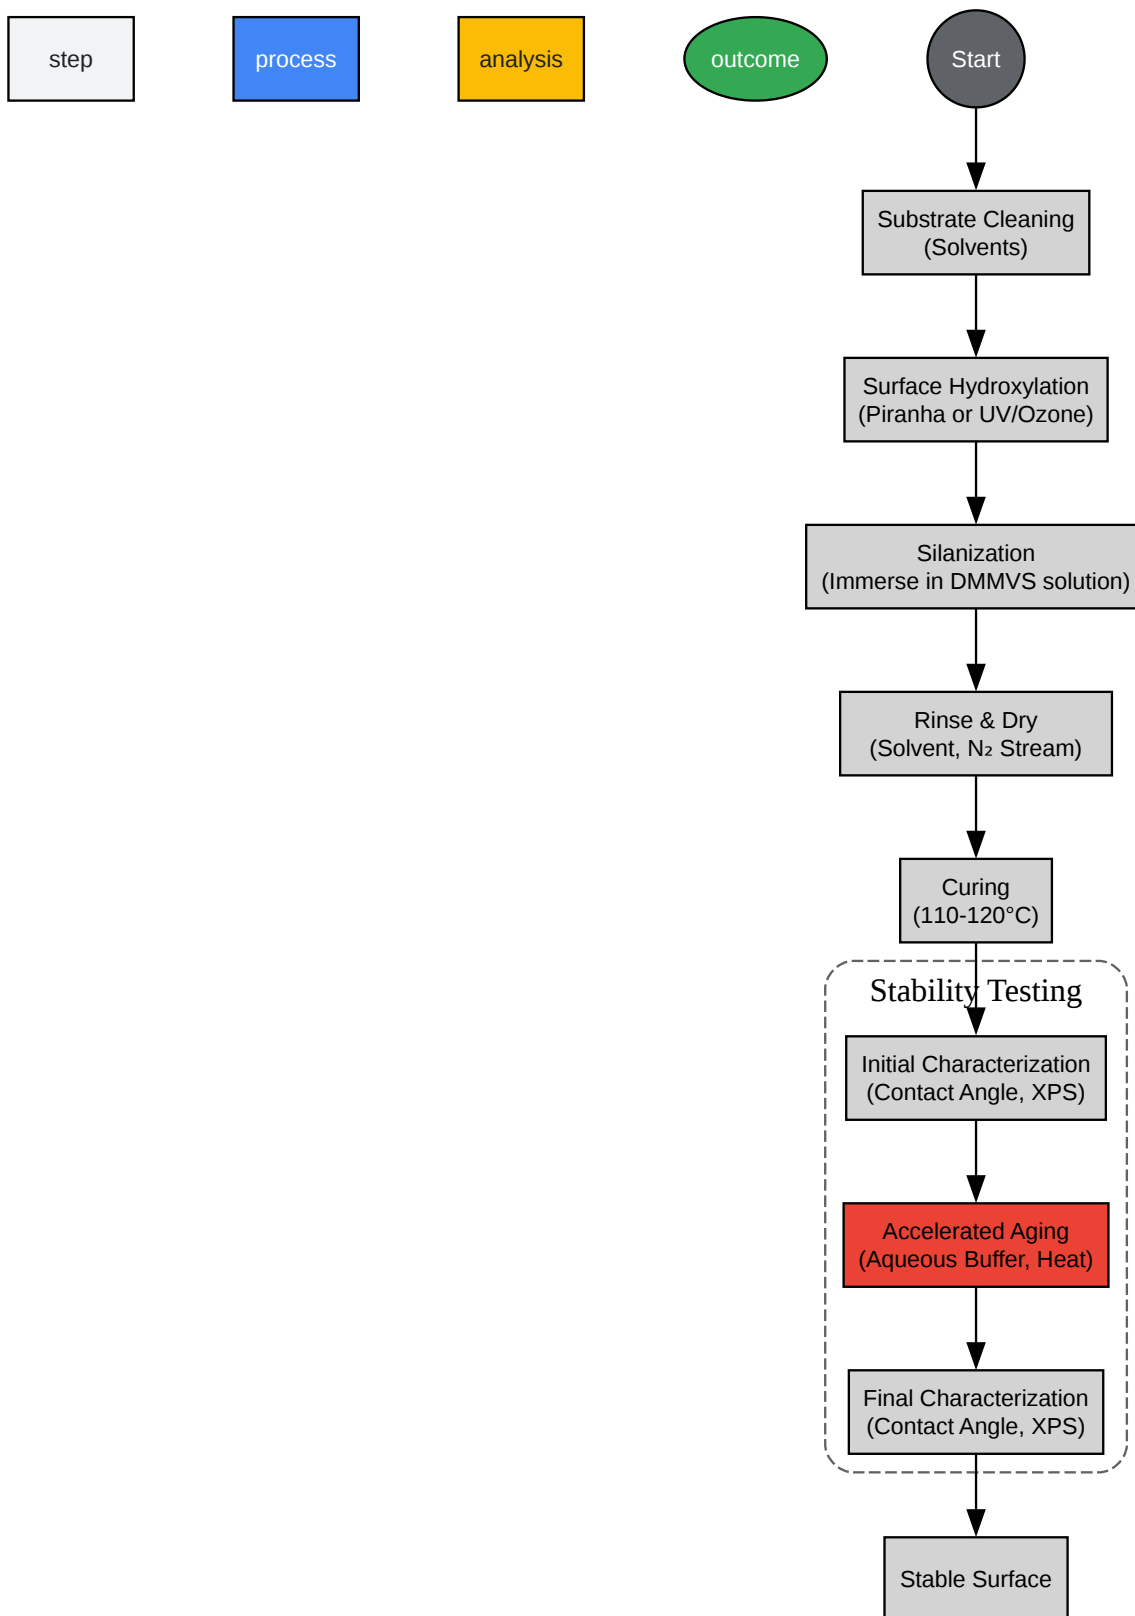 step
process
analysis
outcome
Start
Substrate Cleaning
(Solvents)
Surface Hydroxylation
(Piranha or UV/Ozone)
Silanization
(Immerse in DMMVS solution)
Rinse & Dry
(Solvent, N₂ Stream)
Curing
(110-120°C)
Stability Testing
Initial Characterization
(Contact Angle, XPS)
Accelerated Aging
(Aqueous Buffer, Heat)
Final Characterization
(Contact Angle, XPS)
Stable Surface